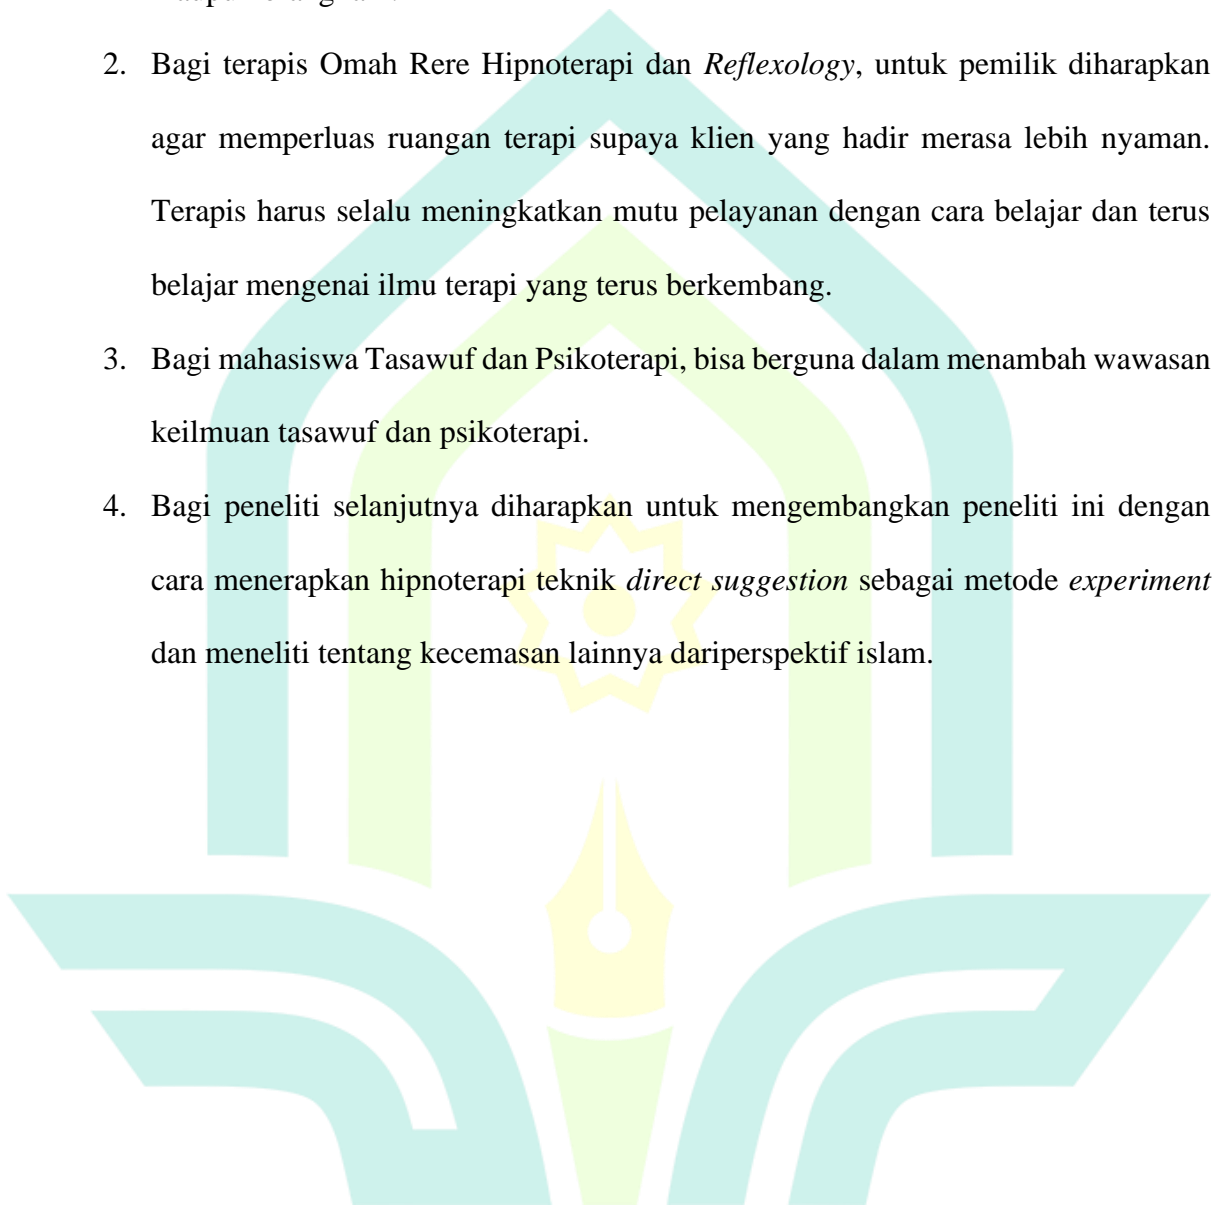 2. Bagi terapis Omah Rere Hipnoterapi dan Reflexology, untuk pemilik diharapkan
agar memperluas ruangan terapi supaya klien yang hadir merasa lebih nyaman.
Terapis harus selalu meningkatkan mutu pelayanan dengan cara belajar dan terus
belajar mengenai ilmu terapi yang terus berkembang.
3. Bagi mahasiswa Tasawuf dan Psikoterapi, bisa berguna dalam menambah wawasan
keilmuan tasawuf dan psikoterapi.
4. Bagi peneliti selanjutnya diharapkan untuk mengembangkan peneliti ini dengan
cara menerapkan hipnoterapi teknik direct suggestion sebagai metode experiment
dan meneliti tentang kecemasan lainnya dariperspektif islam.